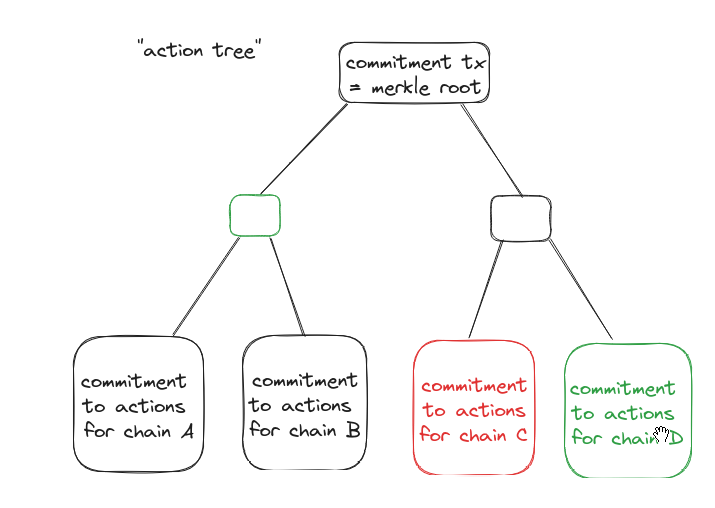 "action tree"
commitment tx
= merkle root
commitment
to actions
for chain A
commitment
to actions
for chain B
commitment
to actions
for chain C
commitment
to actions
for chain D